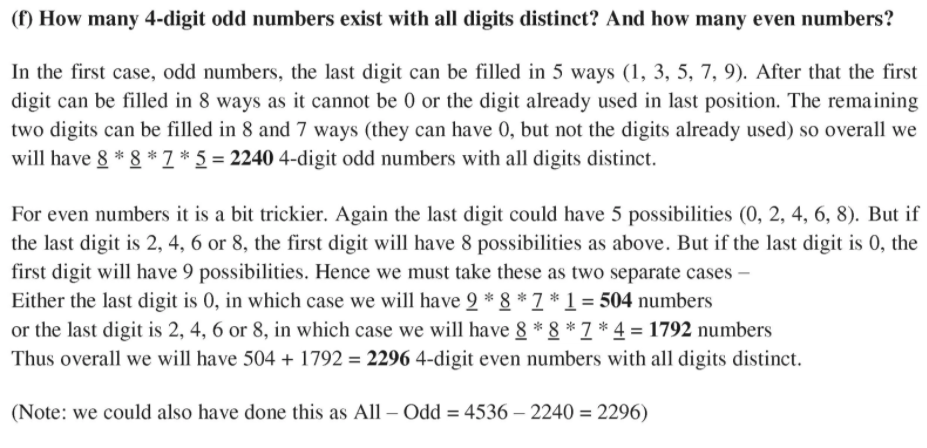 (f) How many 4-digit odd numbers exist with all digits distinct? And how many even numbers?
In the first case, odd numbers, the last digit can be filled in 5 ways (1, 3, 5, 7, 9). After that the first
digit can be filled in 8 ways as it cannot be 0 or the digit already used in last position. The remaining
two digits can be filled in 8 and 7 ways (they can have 0, but not the digits already used) so overall we
will have 8 * 8 * 7 * 5 = 2240 4-digit odd numbers with all digits distinct.
For even numbers it is a bit trickier. Again the last digit could have 5 possibilities (0, 2, 4, 6, 8). But if
the last digit is 2, 4, 6 or 8, the first digit will have 8 possibilities as above. But if the last digit is 0, the
first digit will have 9 possibilities. Hence we must take these as two separate cases –
Either the last digit is 0, in which case we will have 9 * 8 * 7 * 1 = 504 numbers
or the last digit is 2, 4, 6 or 8, in which case we will have 8 * 8 * 7 * 4 = 1792 numbers
Thus overall we will have 504 + 1792 = 2296 4-digit even numbers with all digits distinct.
(Note: we could also have done this as All – Odd = 4536 – 2240 = 2296)